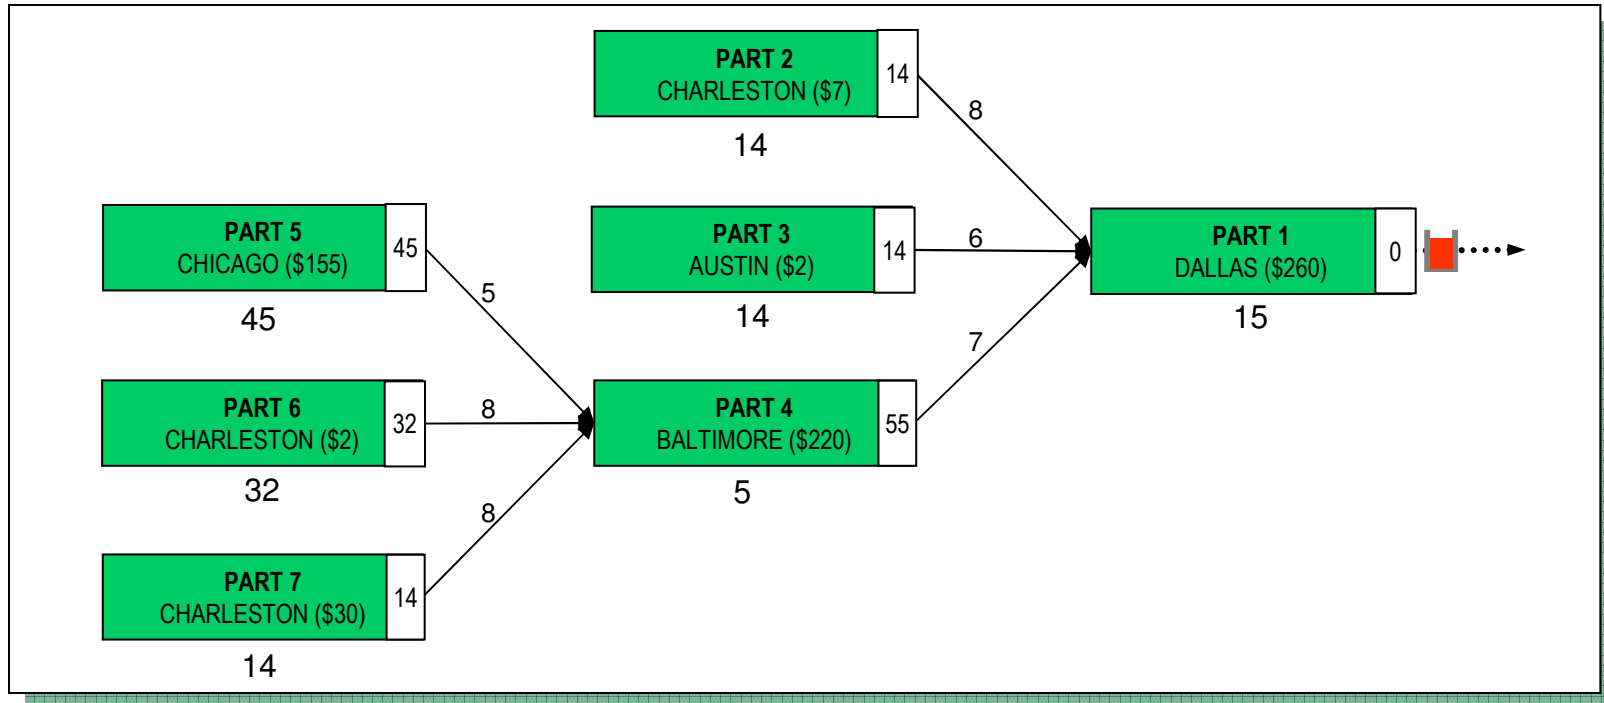 PART 2
CHARLESTON ($7)
14
14
8
PART 5
CHICAGO ($155)
45
45
5
PART 3
AUSTIN ($2)
14
14
6
PART 1
DALLAS ($260)
0
15
7
PART 6
CHARLESTON ($2)
32
32
8
PART 4
BALTIMORE ($220)
55
5
PART 7
CHARLESTON ($30)
14
14
8